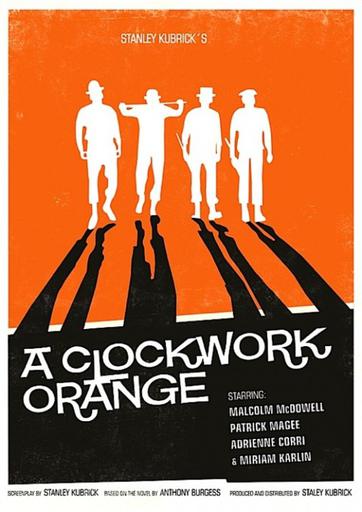 STANLEY KUBRICK´S
A CLOCKWORK
ORANGE
STARRING:
MALCOLM McDOWELL
PATRICK MAGEE
ADRIENNE CORRI
& MIRIAM KARLIN
SCREENPLAY BY STANLEY KUBRICK BASED ON THE NOVEL BY ANTHONY BURGESS PRODUCED AND DISTRIBUTED BY STALEY KUBRICK